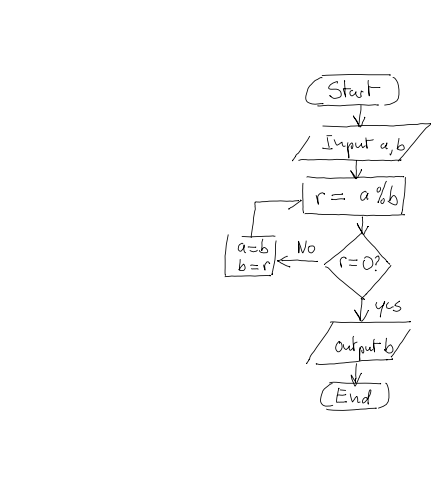 Start
Input a,b
r = a%b
a=b
b=r
No
r=0?
yes
output b
End